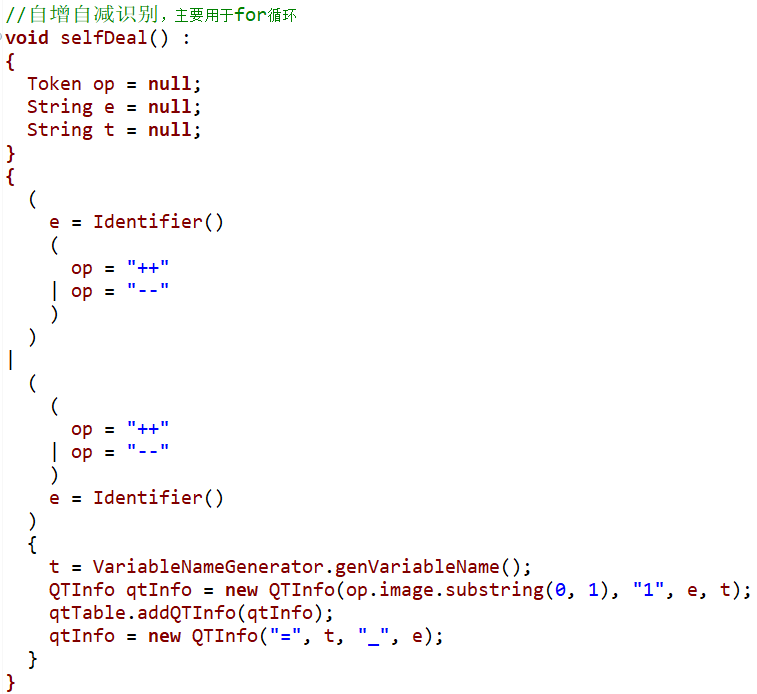 //自增自减识别，主要用于for循环
void selfDeal() :
{
  Token op = null;
  String e = null;
  String t = null;
}
{
  (
    e = Identifier()
    (
      op = "++"
    | op = "--"
    )
  )
|
  (
    (
      op = "++"
    | op = "--"
    )
    e = Identifier()
  )
  {
    t = VariableNameGenerator.genVariableName();
    QTInfo qtInfo = new QTInfo(op.image.substring(0, 1), "1", e, t);
    qtTable.addQTInfo(qtInfo);
    qtInfo = new QTInfo("=", t, "_", e);
  }
}